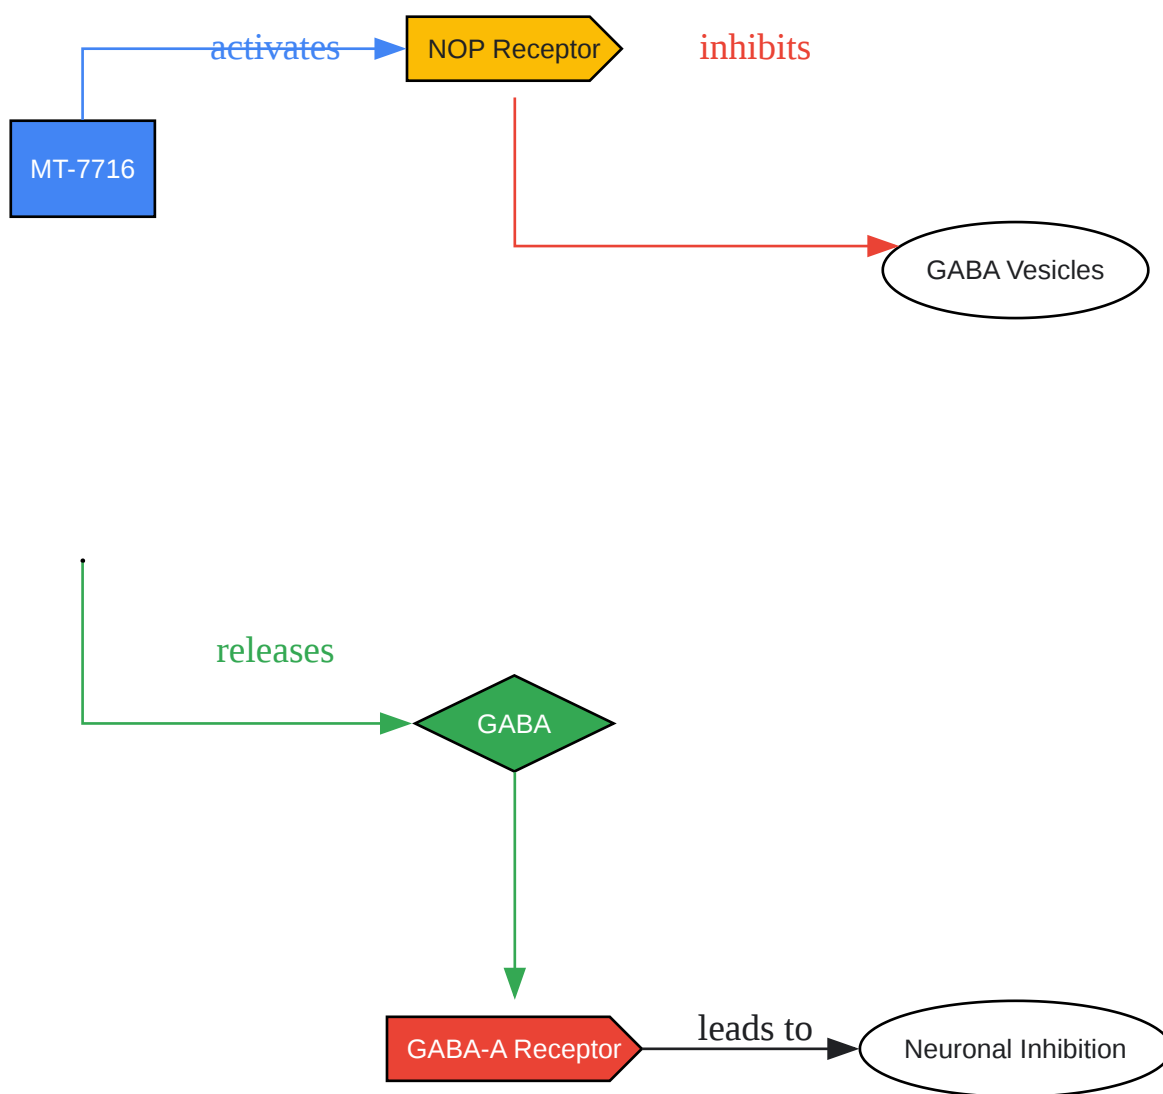 activates
NOP Receptor
inhibits
MT-7716
GABA Vesicles
releases
GABA
GABA-A Receptor
leads to
Neuronal Inhibition